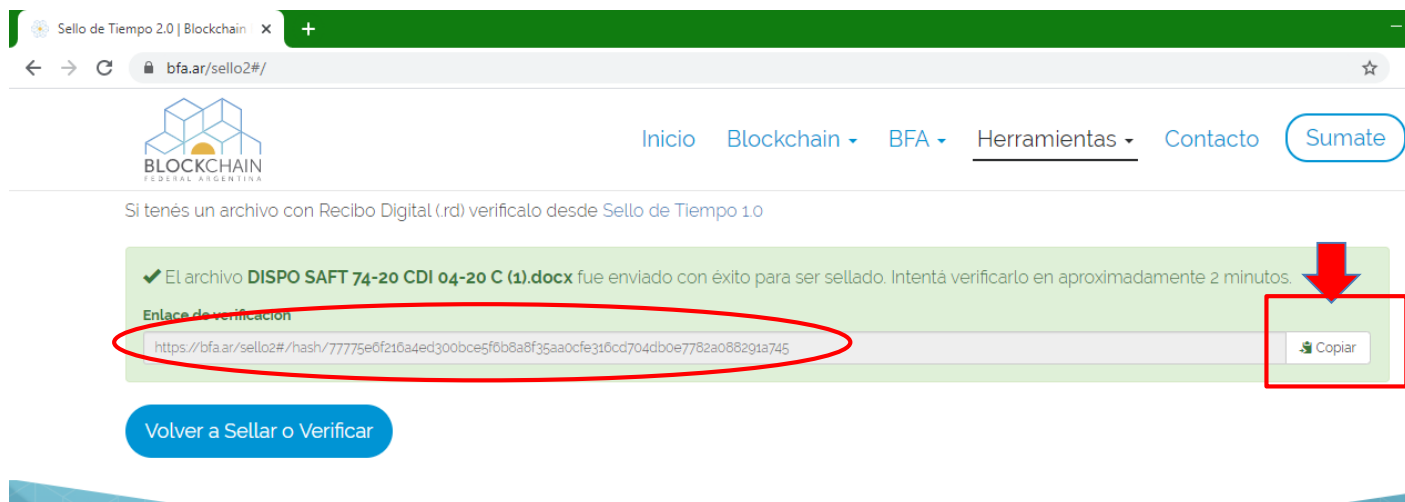 Sello de Tiempo 2.0 | Blockchain
bfa.ar/sello2#/
BLOCKCHAIN
FEDERAL ARGENTINA
Inicio Blockchain BFA Herramientas Contacto Sumate
Si tenés un archivo con Recibo Digital (.rd) verificalo desde Sello de Tiempo 1.0
El archivo DISPO SAFT 74-20 CDI 04-20 C (1).docx fue enviado con éxito para ser sellado. Intentá verificarlo en aproximadamente 2 minutos.
Enlace de verificación
https://bfa.ar/sello2#/hash/77775e6f216a4ed300bce5f6b8a8f35aa0cfe316cd704db0e7782a088291a745
Copiar
Volver a Sellar o Verificar